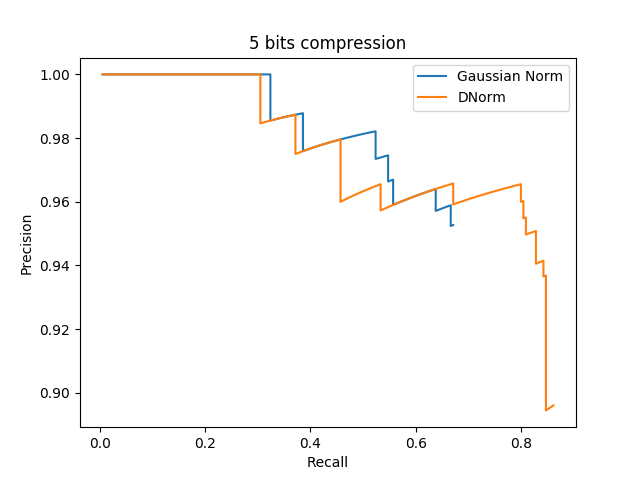 5 bits compression
Gaussian Norm
DNorm
1.00
0.98
0.96
0.94
0.92
0.90
Precision
0.0 0.2 0.4 0.6 0.8
Recall